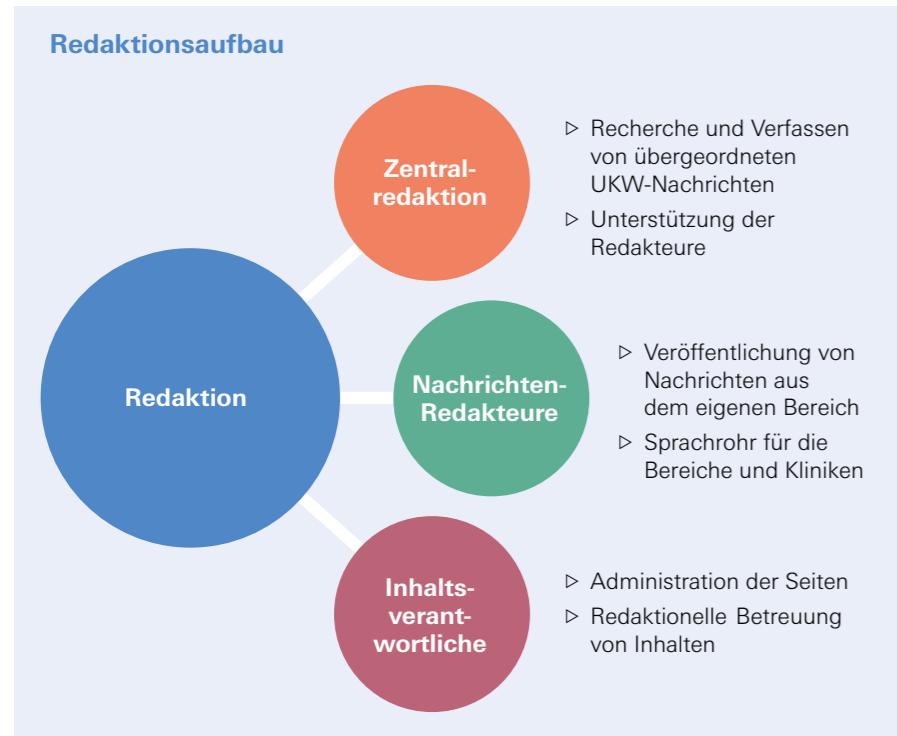 Redaktionsaufbau
Zentral-
redaktion
▷ Recherche und Verfassen
von übergeordneten
UKW-Nachrichten
▷ Unterstützung der
Redakteure
Redaktion
Nachrichten-
Redakteure
▷ Veröffentlichung von
Nachrichten aus
dem eigenen Bereich
▷ Sprachrohr für die
Bereiche und Kliniken
Inhalts-
verant-
wortliche
▷ Administration der Seiten
▷ Redaktionelle Betreuung
von Inhalten